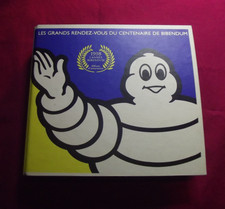 LES GRANDS RENDEZ-VOUS DU CENTENAIRE DE BIBENDUM